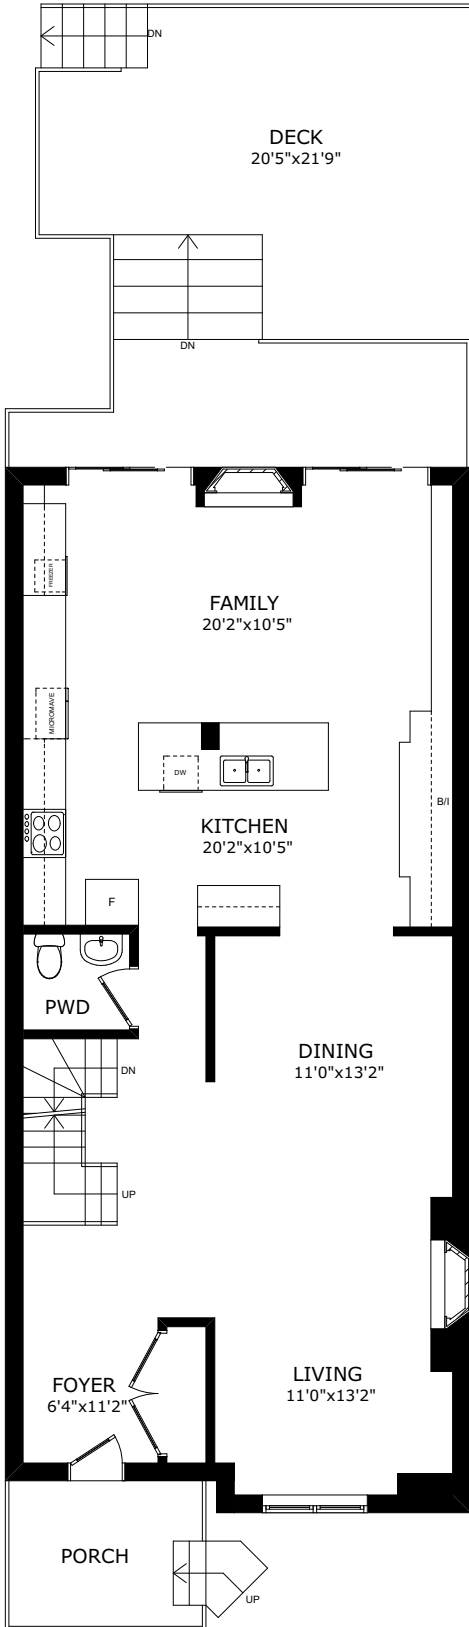 DN
DECK
20'5"x21'9"
DN
FREEZER
FAMILY
20'2"x10'5"
MICROMAVE
DW
B/I
KITCHEN
20'2"x10'5"
F
PWD
DINING
11'0"x13'2"
DN
UP
FOYER
6'4"x11'2"
LIVING
11'0"x13'2"
PORCH
UP